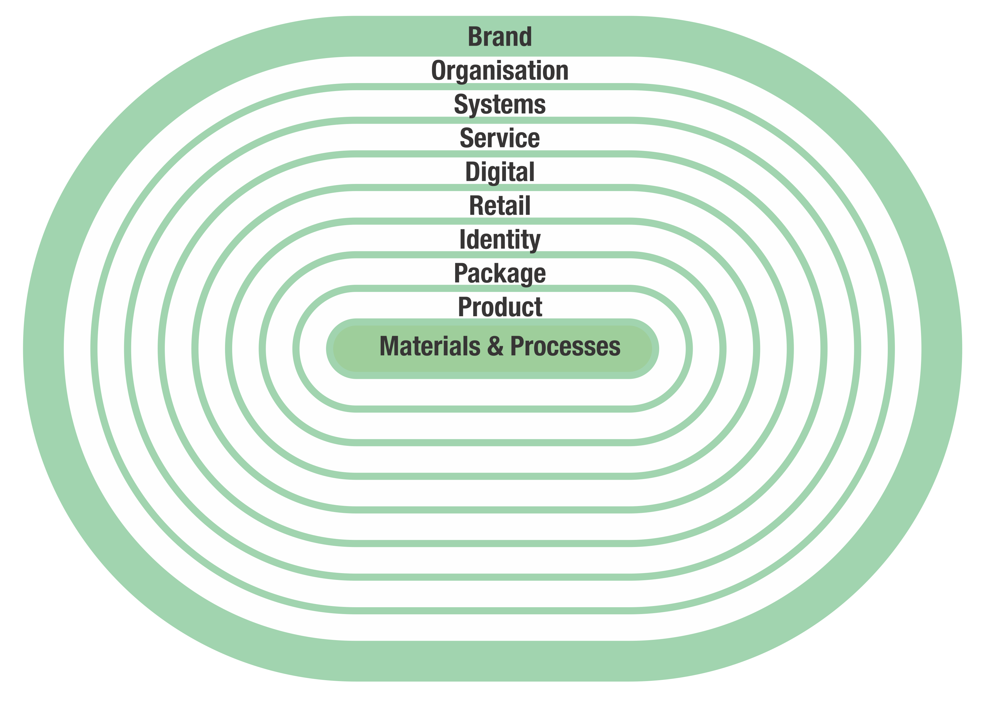 Brand
Organisation
Systems
Service
Digital
Retail
Identity
Package
Product
Materials & Processes